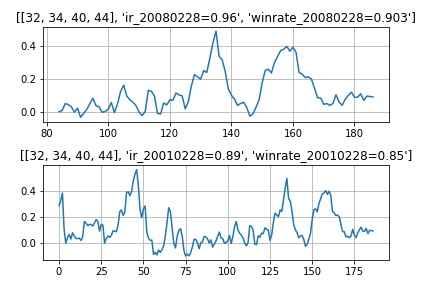 [[32, 34, 40, 44], 'ir_20080228=0.96', 'winrate_20080228=0.903']
0.4
0.2
0.0
80 100 120 140 160 180
[[32, 34, 40, 44], 'ir_20010228=0.89', 'winrate_20010228=0.85']
0.4
0.2
0.0
0 25 50 75 100 125 150 175